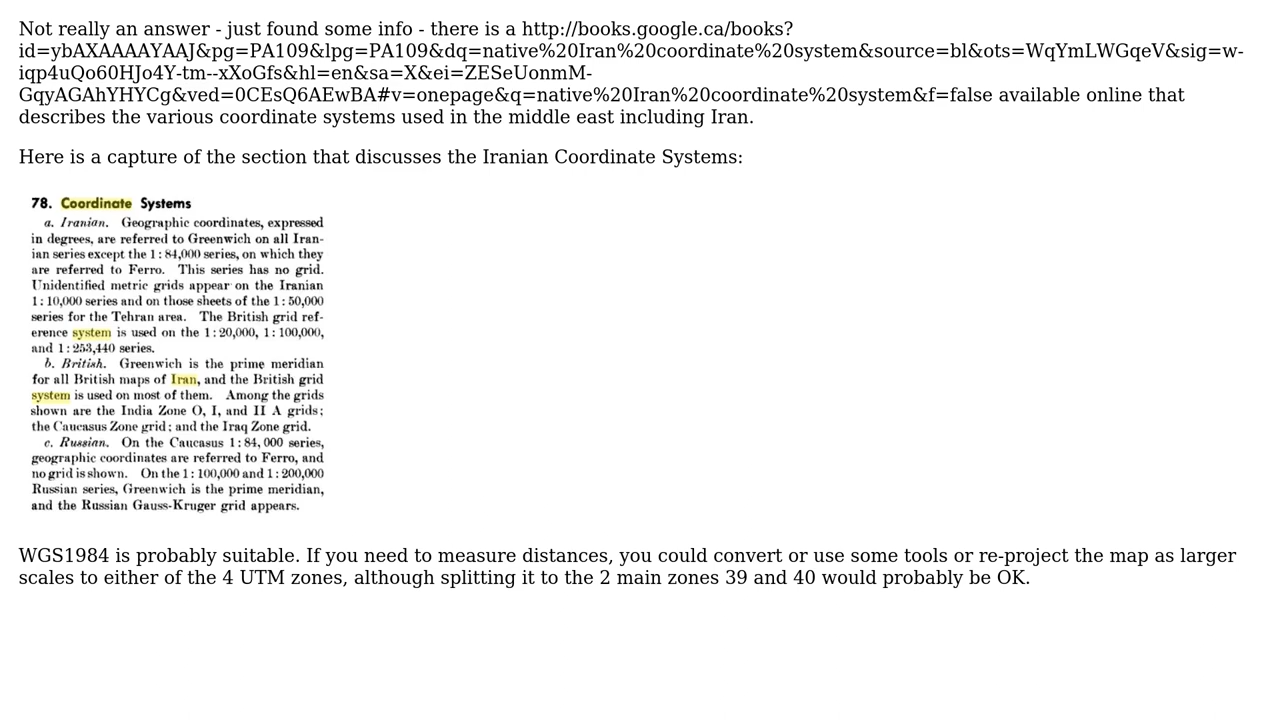 Not really an answer - just found some info - there is a http://books.google.ca/books?
id=ybAXAAAAYAAJ&pg=PA109&lpg=PA109&dq=native%20Iran%20coordinate%20system&source=bl&ots=WqYmLWGqeV&sig=w-
iqp4uQo60HJo4Y-tm--xXoGfs&hl=en&sa=X&ei=ZESeUonmM-
GqyAGAhYHYCg&ved=0CEsQ6AEwBA#v=onepage&q=native%20Iran%20coordinate%20system&f=false available online that
describes the various coordinate systems used in the middle east including Iran.
Here is a capture of the section that discusses the Iranian Coordinate Systems:
78. Coordinate Systems
a. Iranian. Geographic coordinates, expressed
in degrees, are referred to Greenwich on all Iran-
ian series except the 1:84,000 series, on which they
are referred to Ferro. This series has no grid.
Unidentified metric grids appear on the Iranian
1:10,000 series and on those sheets of the 1:50,000
series for the Tehran area. The British grid ref-
erence system is used on the 1:20,000, 1:100,000,
and 1:253,440 series.
b. British. Greenwich is the prime meridian
for all British maps of Iran, and the British grid
system is used on most of them. Among the grids
shown are the India Zone O, I, and II A grids;
the Caucasus Zone grid; and the Iraq Zone grid.
c. Russian. On the Caucasus 1:84,000 series,
geographic coordinates are referred to Ferro, and
no grid is shown. On the 1:100,000 and 1:200,000
Russian series, Greenwich is the prime meridian,
and the Russian Gauss-Kruger grid appears.
WGS1984 is probably suitable. If you need to measure distances, you could convert or use some tools or re-project the map as larger
scales to either of the 4 UTM zones, although splitting it to the 2 main zones 39 and 40 would probably be OK.